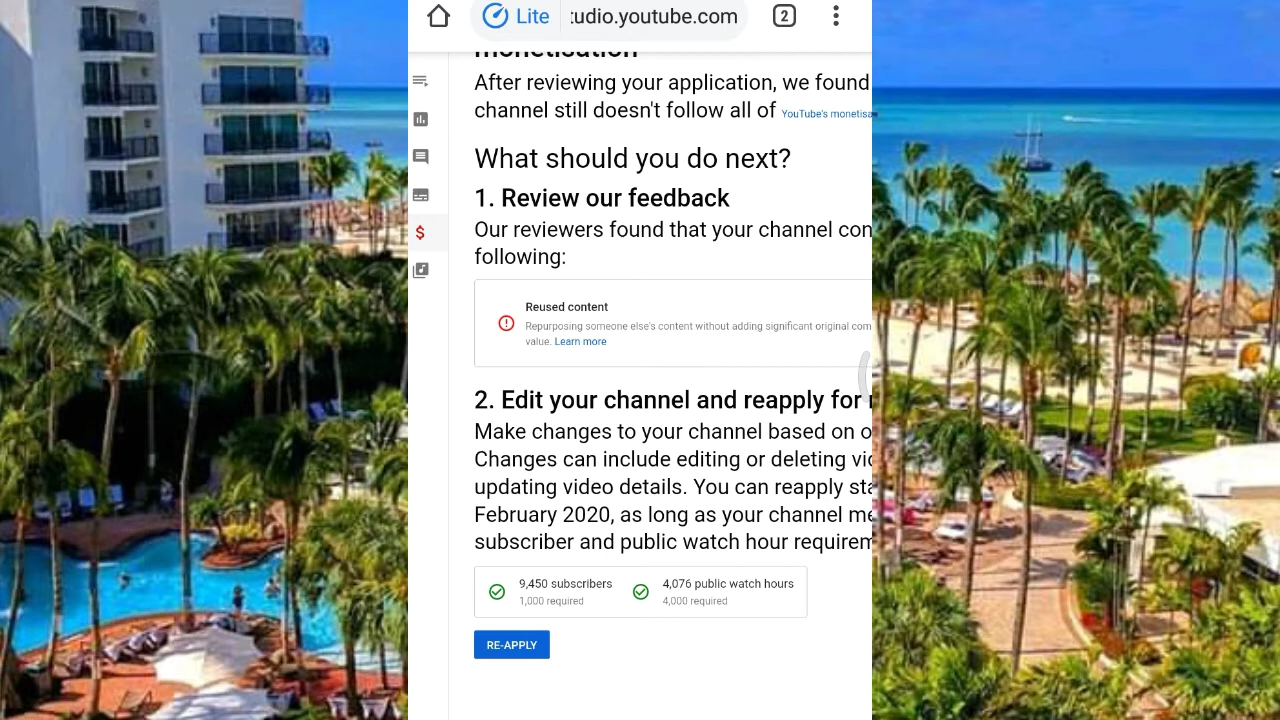 Lite
:udio.youtube.com
2
monetisation
After reviewing your application, we found
channel still doesn't follow all of YouTube's monetisa
What should you do next?
1. Review our feedback
Our reviewers found that your channel con
following:
Reused content
Repurposing someone else's content without adding significant original com
value. Learn more
2. Edit your channel and reapply for
Make changes to your channel based on o
Changes can include editing or deleting vid
updating video details. You can reapply sta
February 2020, as long as your channel me
subscriber and public watch hour requirem
9,450 subscribers
1,000 required
4,076 public watch hours
4,000 required
RE-APPLY